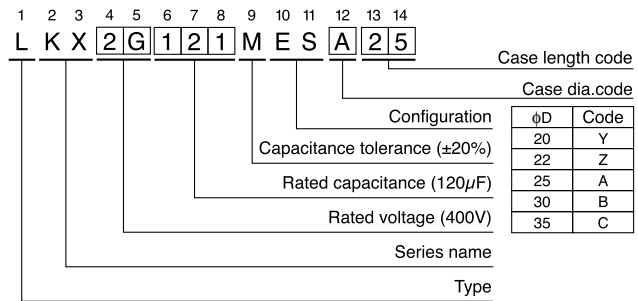 1 2 3 4 5 6 7 8 9 10 11 12 13 14
L K X 2 G 1 2 1 M E S A 2 5
Case length code
Case dia.code
Configuration
Capacitance tolerance (±20%)
Rated capacitance (120µF)
Rated voltage (400V)
Series name
Type
ϕD Code
20 Y
22 Z
25 A
30 B
35 C